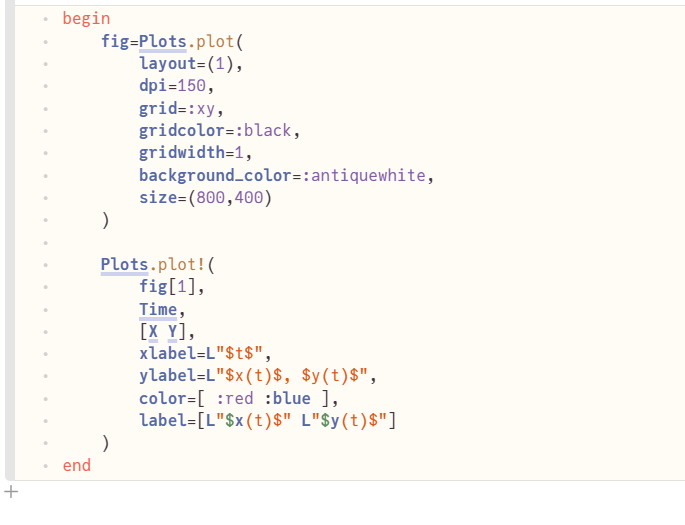 begin
    fig=Plots.plot(
        layout=(1),
        dpi=150,
        grid=:xy,
        gridcolor=:black,
        gridwidth=1,
        background_color=:antiquewhite,
        size=(800,400)
    )

    Plots.plot!(
        fig[1],
        Time,
        [X Y],
        xlabel=L"$t$",
        ylabel=L"$x(t)$, $y(t)$",
        color=[ :red :blue ],
        label=[L"$x(t)$" L"$y(t)$"]
    )
end